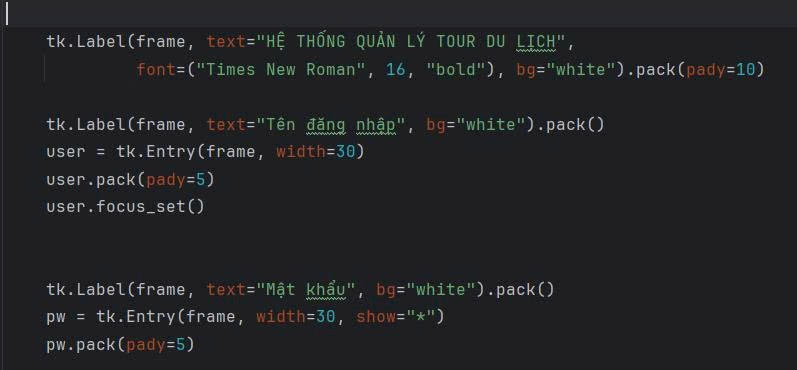 tk.Label(frame, text="HỆ THỐNG QUẢN LÝ TOUR DU LỊCH",
font=("Times New Roman", 16, "bold"), bg="white").pack(pady=10)
tk.Label(frame, text="Tên đăng nhập", bg="white").pack()
user = tk.Entry(frame, width=30)
user.pack(pady=5)
user.focus_set()
tk.Label(frame, text="Mật khẩu", bg="white").pack()
pw = tk.Entry(frame, width=30, show="*")
pw.pack(pady=5)